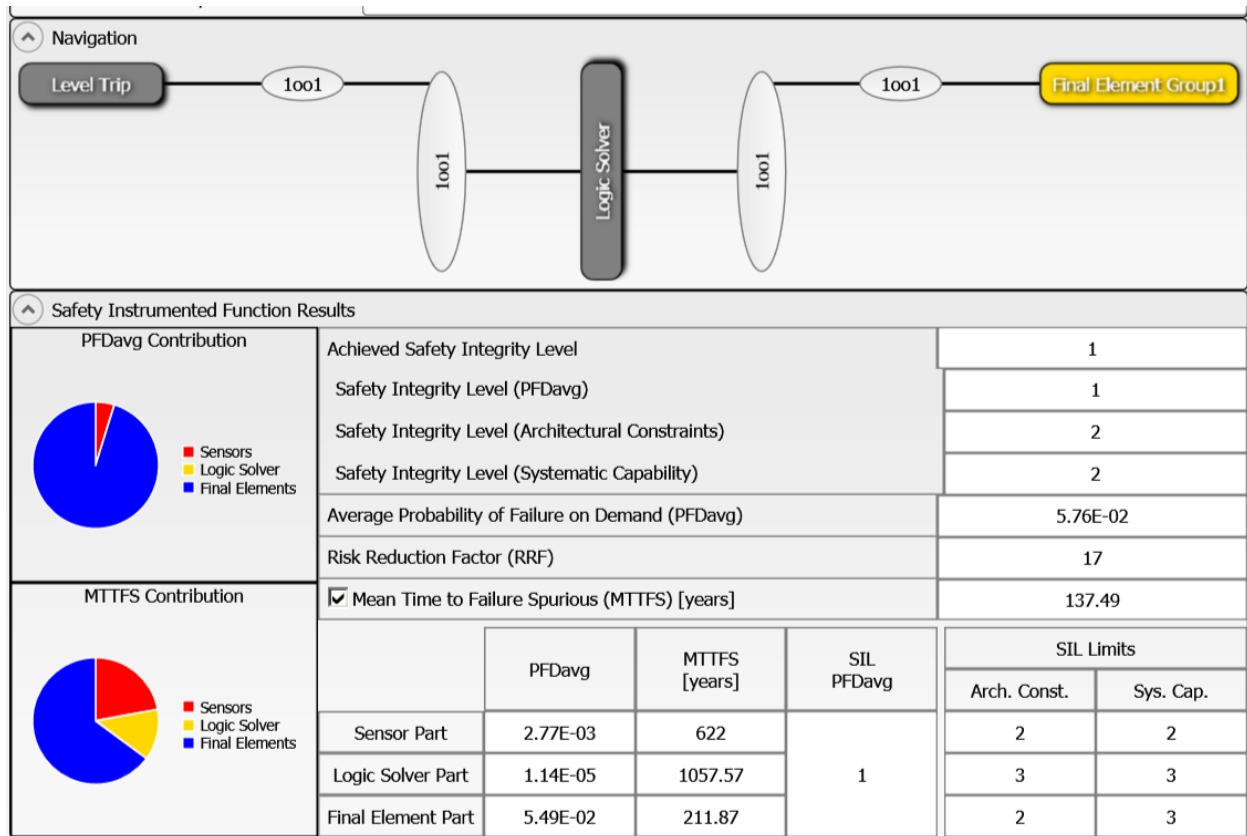 Navigation
Level Trip
1oo1
1oo1
Logic Solver
1oo1
1oo1
Final Element Group1
Safety Instrumented Function Results
PFDavg Contribution
Sensors
Logic Solver
Final Elements
Achieved Safety Integrity Level 1
Safety Integrity Level (PFDavg) 1
Safety Integrity Level (Architectural Constraints) 2
Safety Integrity Level (Systematic Capability) 2
Average Probability of Failure on Demand (PFDavg) 5.76E-02
Risk Reduction Factor (RRF) 17
MTTFS Contribution
Sensors
Logic Solver
Final Elements
Mean Time to Failure Spurious (MTTFS) [years] 137.49
PFDavg MTTFS [years] SIL PFDavg SIL Limits
Arch. Const. Sys. Cap.
Sensor Part 2.77E-03 622 2 2
Logic Solver Part 1.14E-05 1057.57 1 3 3
Final Element Part 5.49E-02 211.87 2 3